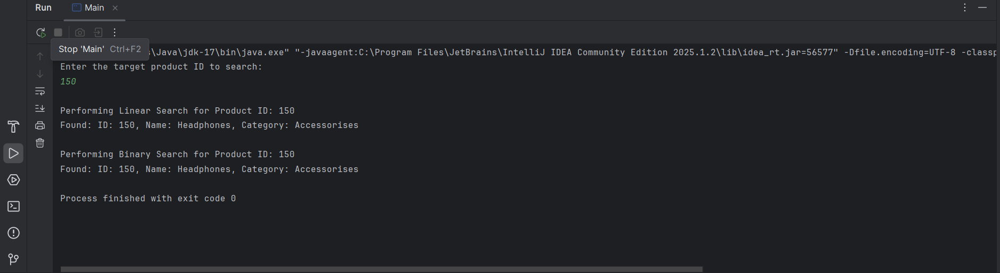 Run Main
Stop 'Main' Ctrl+F2
s\Java\jdk-17\bin\java.exe" "-javaagent:C:\Program Files\JetBrains\IntelliJ IDEA Community Edition 2025.1.2\lib\idea_rt.jar=56577" -Dfile.encoding=UTF-8 -classp
Enter the target product ID to search:
150
Performing Linear Search for Product ID: 150
Found: ID: 150, Name: Headphones, Category: Accessorises
Performing Binary Search for Product ID: 150
Found: ID: 150, Name: Headphones, Category: Accessorises
Process finished with exit code 0